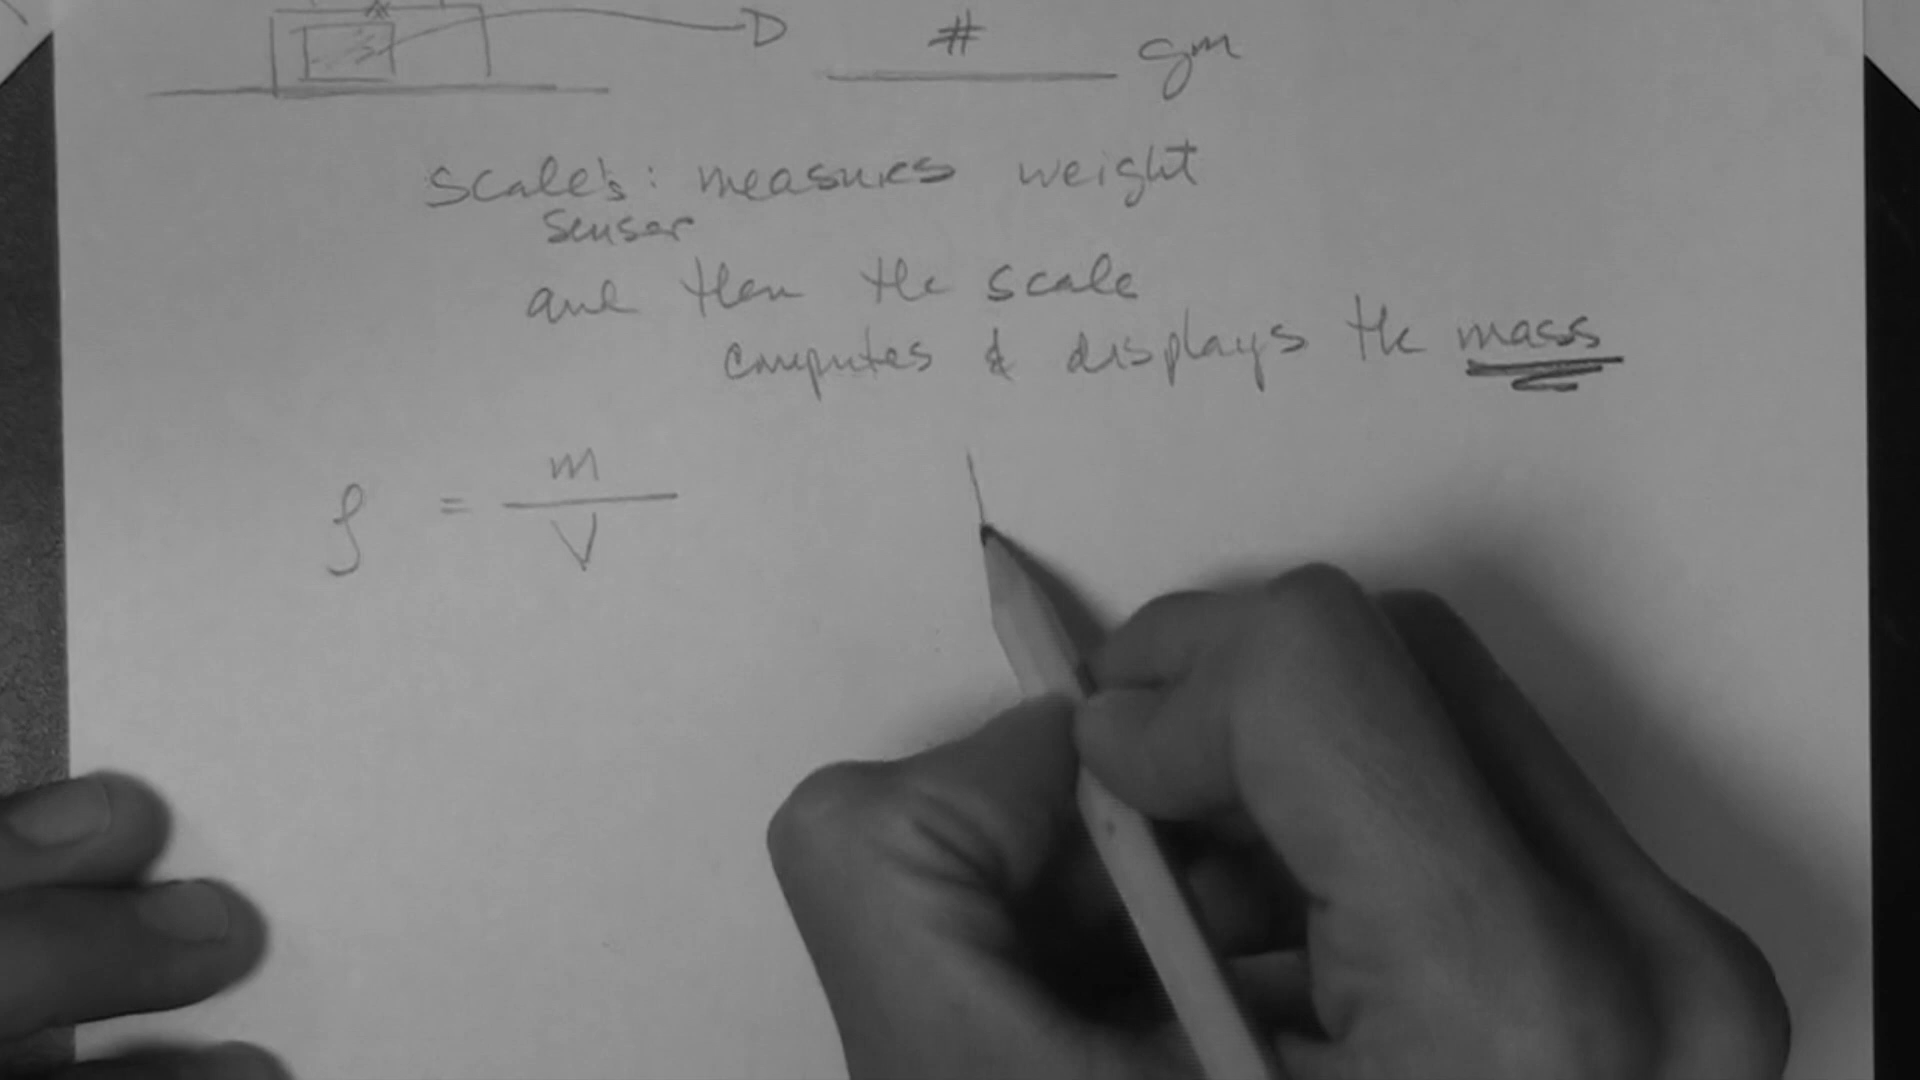 # gm
scale's: measures weight
sensor
and then the scale
computes & displays the mass
ρ = m / V